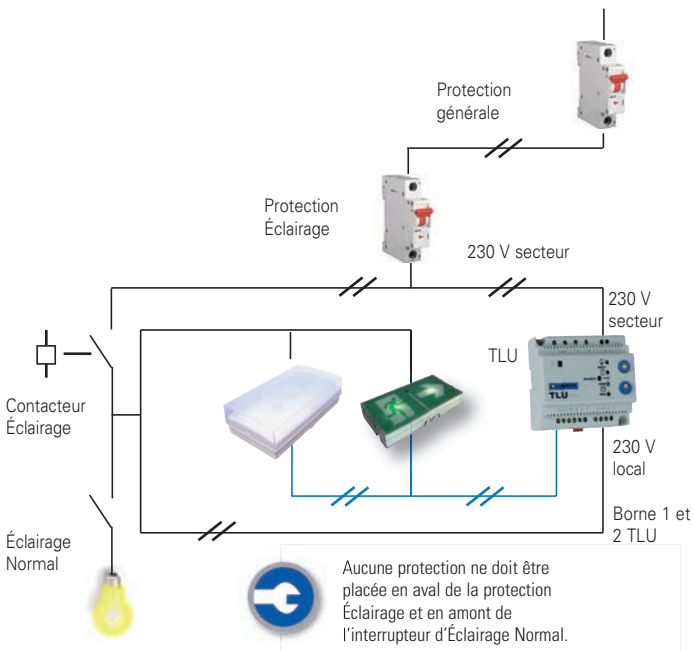 Protection
générale
Protection
Éclairage
230 V secteur
230 V
secteur
TLU
TLU
Contacteur
Éclairage
230 V
local
Borne 1 et
2 TLU
Éclairage
Normal
Aucune protection ne doit être
placée en aval de la protection
Éclairage et en amont de
l'interrupteur d'Éclairage Normal.